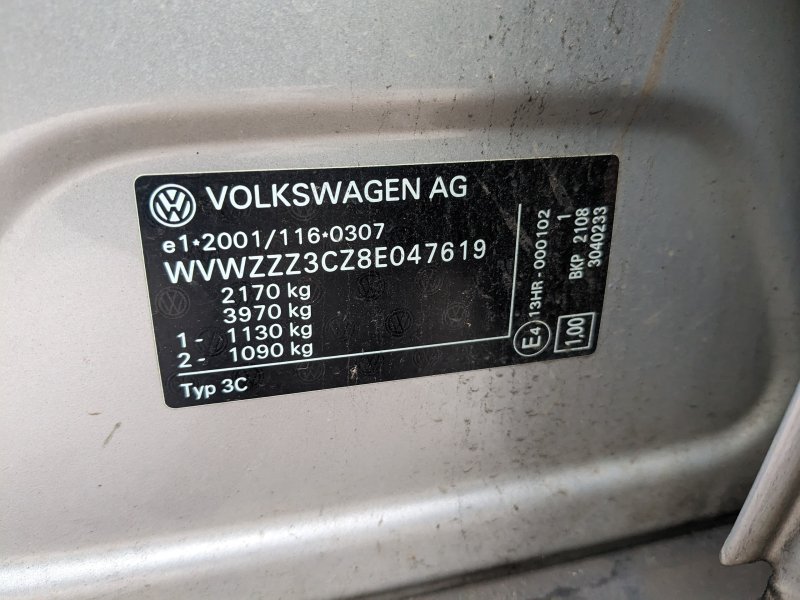 VOLKSWAGEN AG
e1*2001/116*0307
WVWZZZ3CZ8E047619
2170 kg
3970 kg
1 - 1130 kg
2 - 1090 kg
Typ 3C
E4 13HR-000102
1,00
BKP 2108 1
3040233